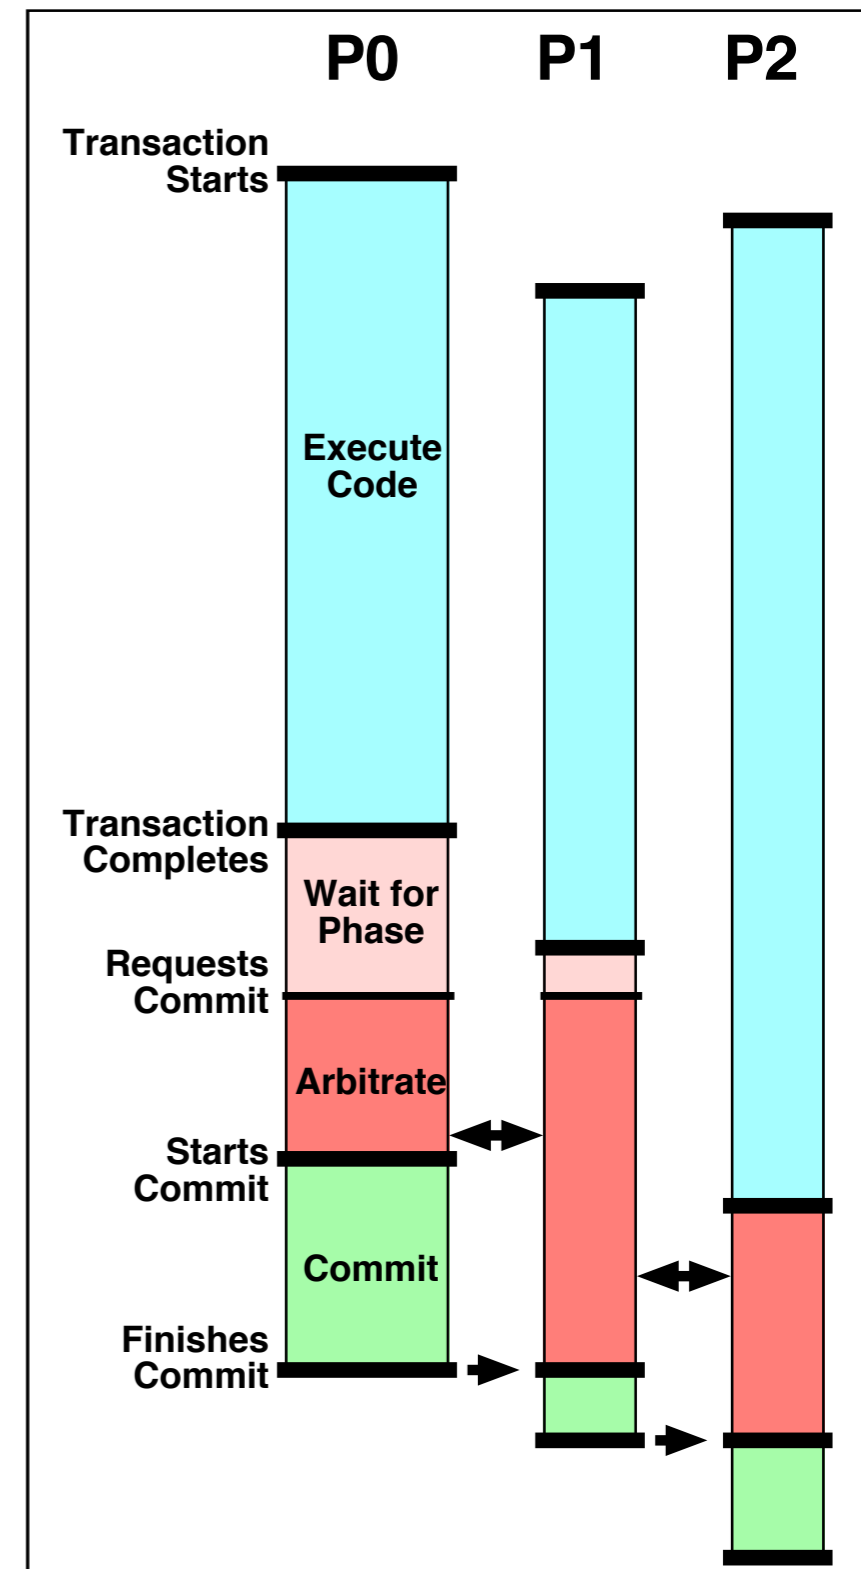 P0 P1 P2
Transaction
Starts
Execute
Code
Transaction
Completes
Wait for
Phase
Requests
Commit
Arbitrate
Starts
Commit
Commit
Finishes
Commit